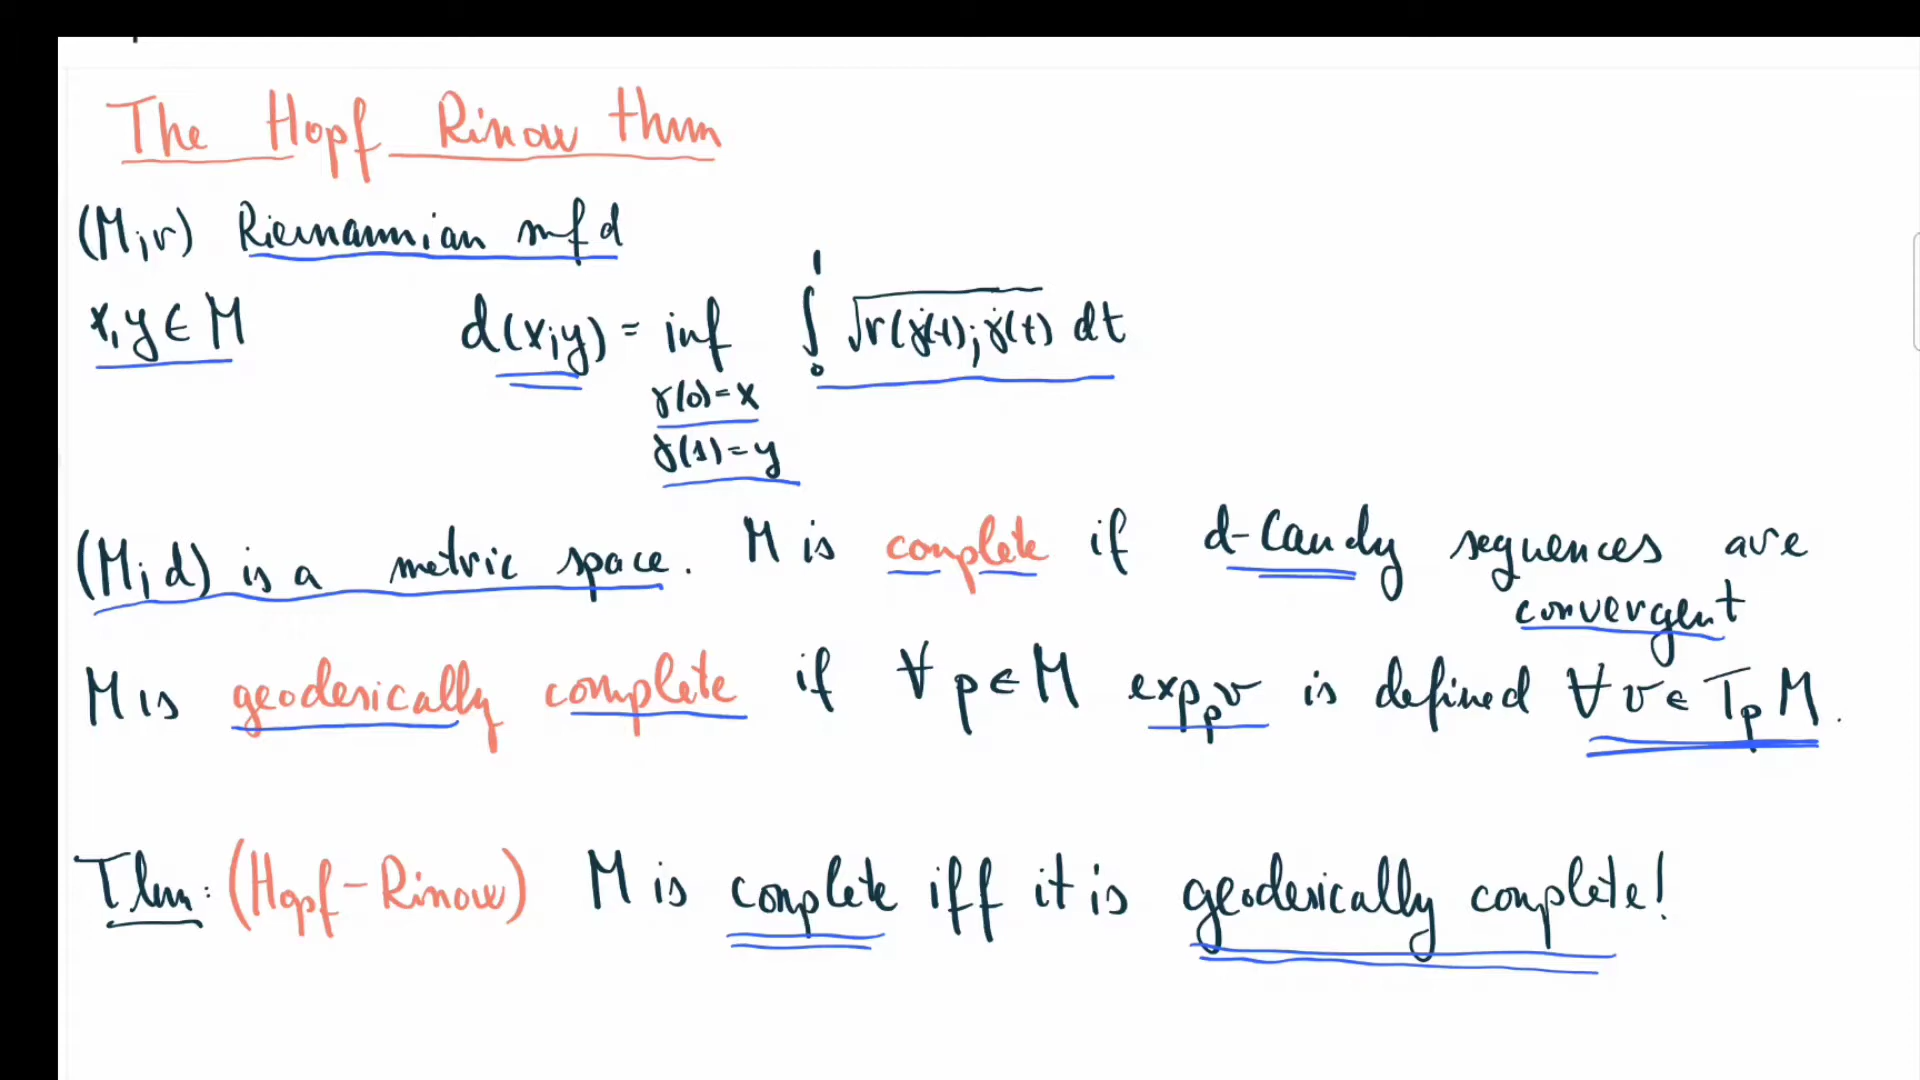 The Hopf Rinow thm
(M,r) Riemannian mfd
x,y ∈ M d(x,y) = inf ∫₀¹ √r(γ̇(t);γ̇(t)) dt
γ(0)=x
γ(1)=y
(M,d) is a metric space. M is complete if d-Cauchy sequences are
convergent
M is geodesically complete if ∀ p∈M exp_p v is defined ∀ v ∈ T_p M.
Thm: (Hopf-Rinow) M is complete iff it is geodesically complete!